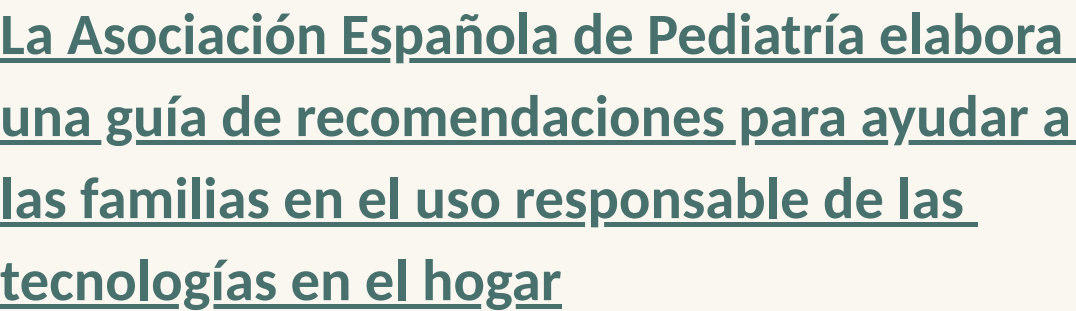 La Asociación Española de Pediatría elabora
una guía de recomendaciones para ayudar a
las familias en el uso responsable de las
tecnologías en el hogar